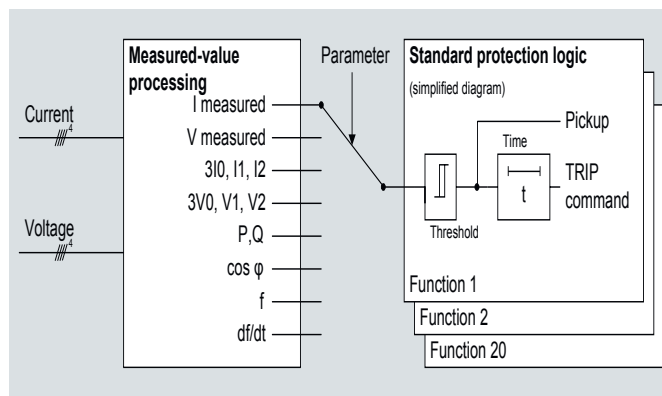 Measured-value
processing
Parameter
Standard protection logic
(simplified diagram)
Current
4
Voltage
4
I measured
V measured
3I0, I1, I2
3V0, V1, V2
P,Q
cos φ
f
df/dt
Pickup
Time
t
TRIP
command
Threshold
Function 1
Function 2
Function 20